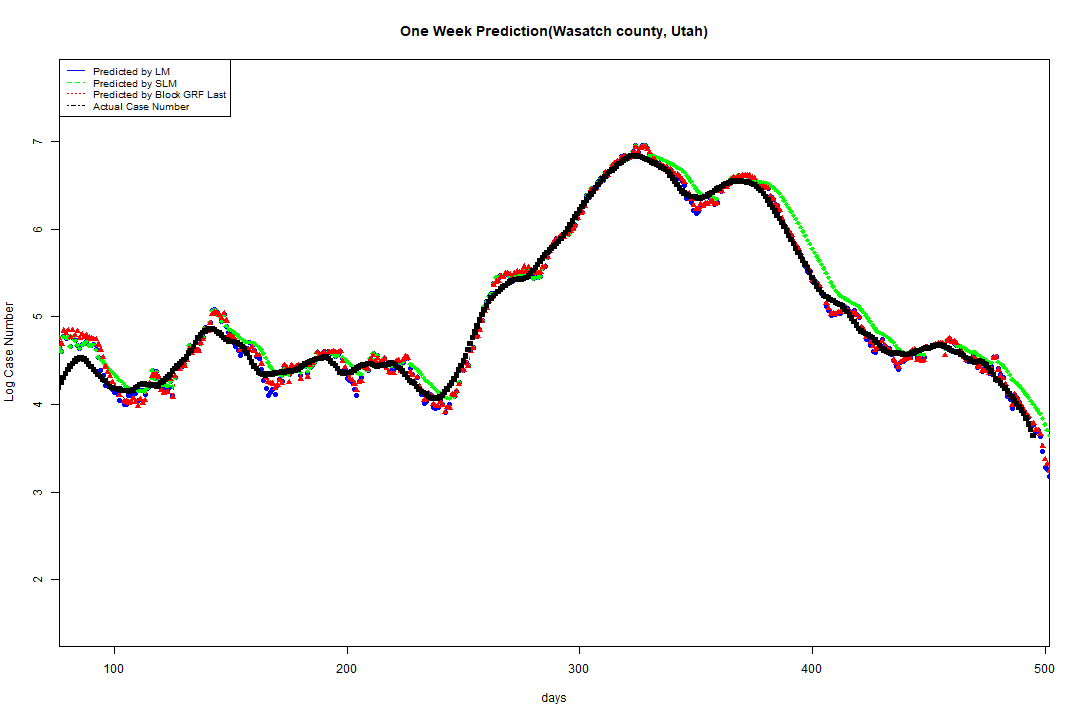 One Week Prediction(Wasatch county, Utah)
Predicted by LM
Predicted by SLM
Predicted by Block GRF Last
Actual Case Number
7
6
5
4
3
2
Log Case Number
100 200 300 400 500
days